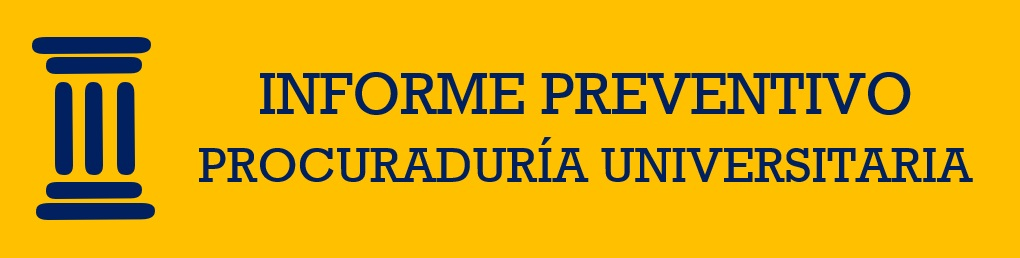 INFORME PREVENTIVO
PROCURADURÍA UNIVERSITARIA